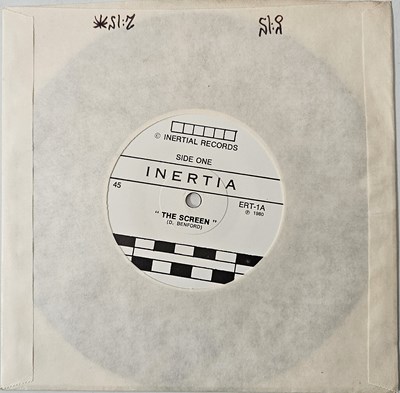 © INERTIAL RECORDS
SIDE ONE
INERTIA
45
ERT-1A
℗ 1980
" THE SCREEN "
(D. BENFORD)